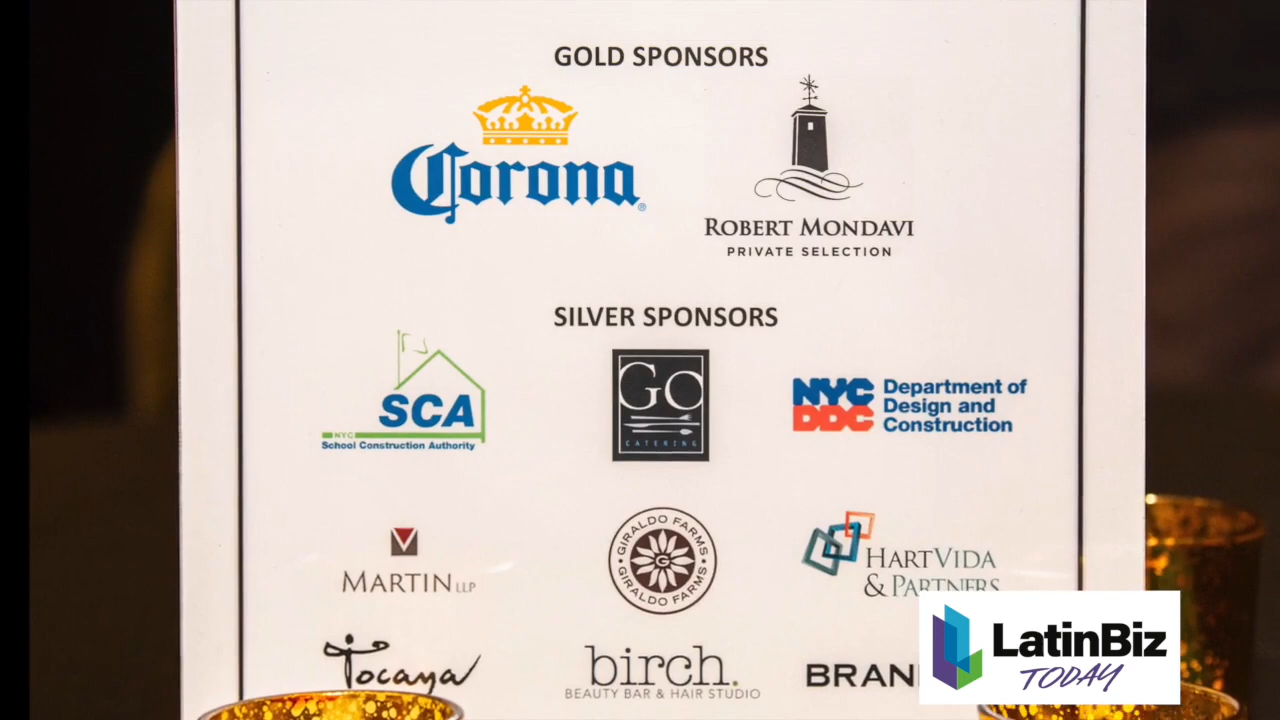 GOLD SPONSORS
Corona®
ROBERT MONDAVI
PRIVATE SELECTION
SILVER SPONSORS
SCA
NYC
School Construction Authority
GO
CATERING
NYC
DDC
Department of
Design and
Construction
MARTIN LLP
GIRALDO FARMS
G
GIRALDO FARMS
HARTVIDA
& PARTNERS
Tocaya
birch.
BEAUTY BAR & HAIR STUDIO
LatinBiz
TODAY